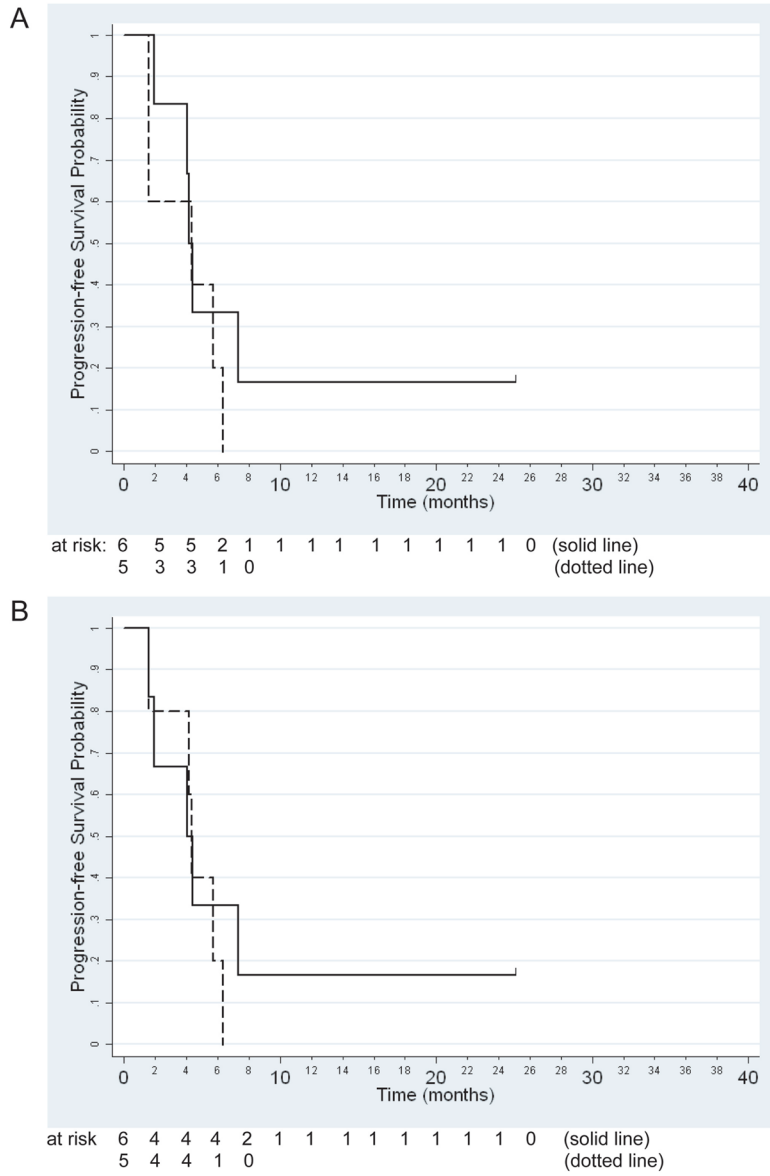 A
Progression-free Survival Probability
1
.9
.8
.7
.6
.5
.4
.3
.2
.1
0
0 2 4 6 8 10 12 14 16 18 20 22 24 26 28 30 32 34 36 38 40
Time (months)
at risk: 6 5 5 2 1 1 1 1 1 1 1 1 1 0 (solid line)
5 3 3 1 0 (dotted line)
B
Progression-free Survival Probability
1
.9
.8
.7
.6
.5
.4
.3
.2
.1
0
0 2 4 6 8 10 12 14 16 18 20 22 24 26 28 30 32 34 36 38 40
Time (months)
at risk 6 4 4 4 2 1 1 1 1 1 1 1 1 0 (solid line)
5 4 4 1 0 (dotted line)